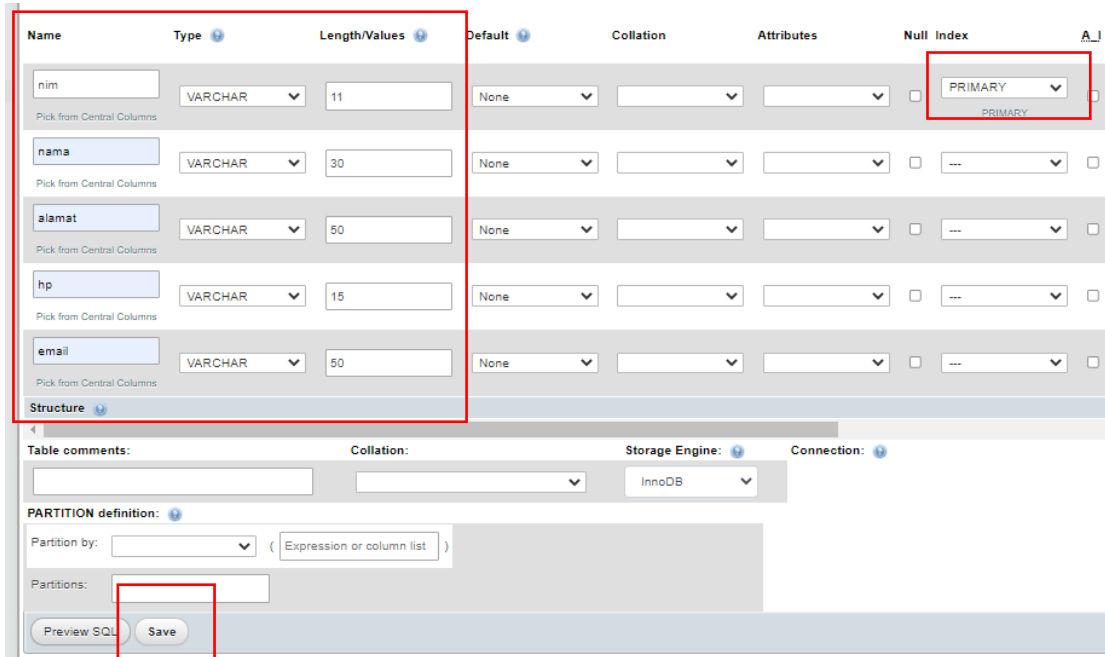 Name Type Length/Values Default Collation Attributes Null Index A_I
nim VARCHAR 11 None PRIMARY
Pick from Central Columns PRIMARY
nama VARCHAR 30 None ---
Pick from Central Columns
alamat VARCHAR 50 None ---
Pick from Central Columns
hp VARCHAR 15 None ---
Pick from Central Columns
email VARCHAR 50 None ---
Pick from Central Columns
Structure
Table comments: Collation: Storage Engine: Connection:
InnoDB
PARTITION definition:
Partition by: ( Expression or column list )
Partitions:
Preview SQL Save